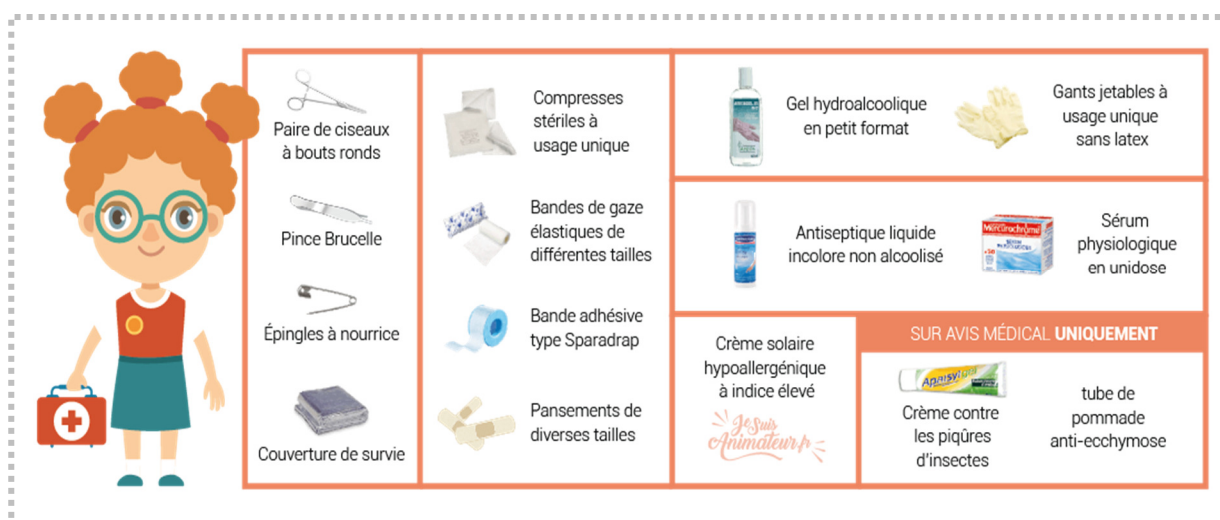 Paire de ciseaux
à bouts ronds
Pince Brucelle
Épingles à nourrice
Couverture de survie
Compresses
stériles à
usage unique
Bandes de gaze
élastiques de
différentes tailles
Bande adhésive
type Sparadrap
Pansements de
diverses tailles
Gel hydroalcoolique
en petit format
Gants jetables à
usage unique
sans latex
Antiseptique liquide
incolore non alcoolisé
Mercurochrome
Sérum
physiologique
en unidose
Crème solaire
hypoallergénique
à indice élevé
JeSuis
Animateur.fr
SUR AVIS MÉDICAL UNIQUEMENT
Apaisylgel
Crème contre
les piqûres
d'insectes
tube de
pommade
anti-ecchymose